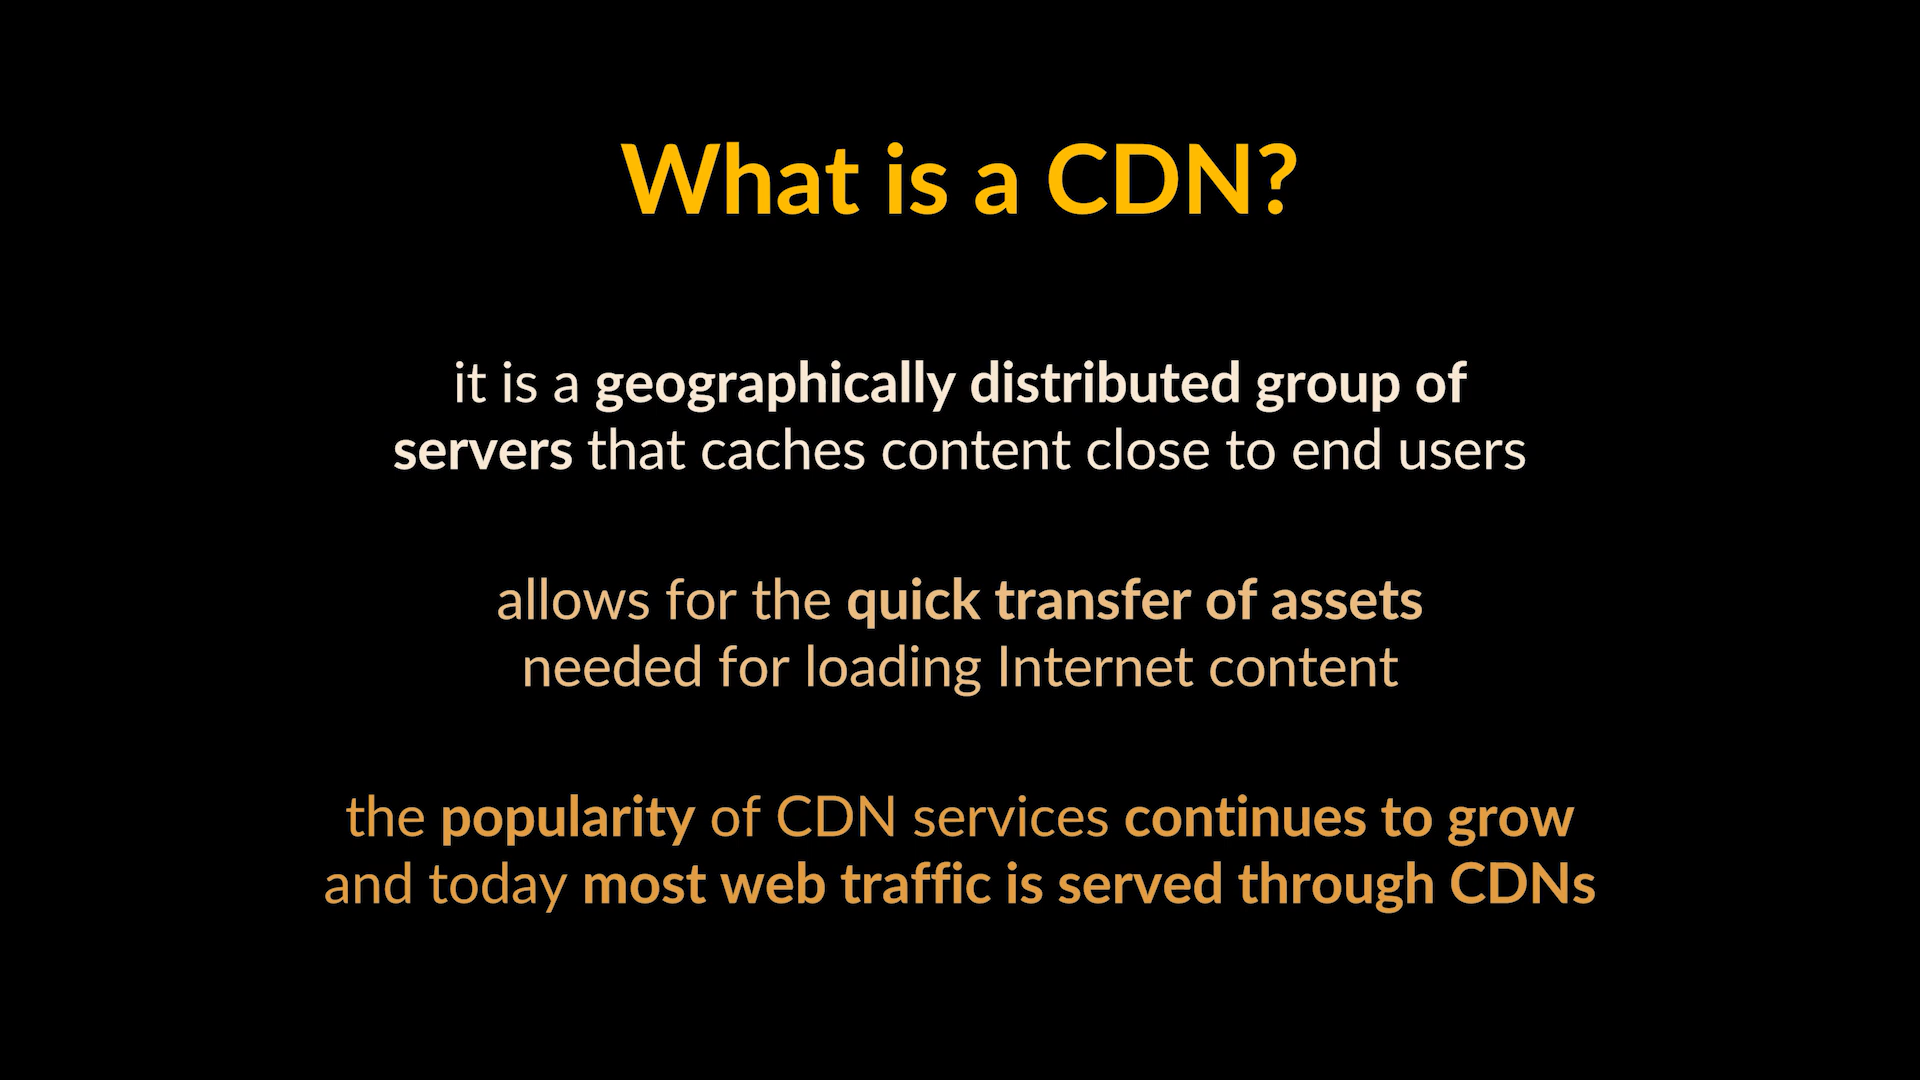 What is a CDN?
it is a geographically distributed group of
servers that caches content close to end users
allows for the quick transfer of assets
needed for loading Internet content
the popularity of CDN services continues to grow
and today most web traffic is served through CDNs